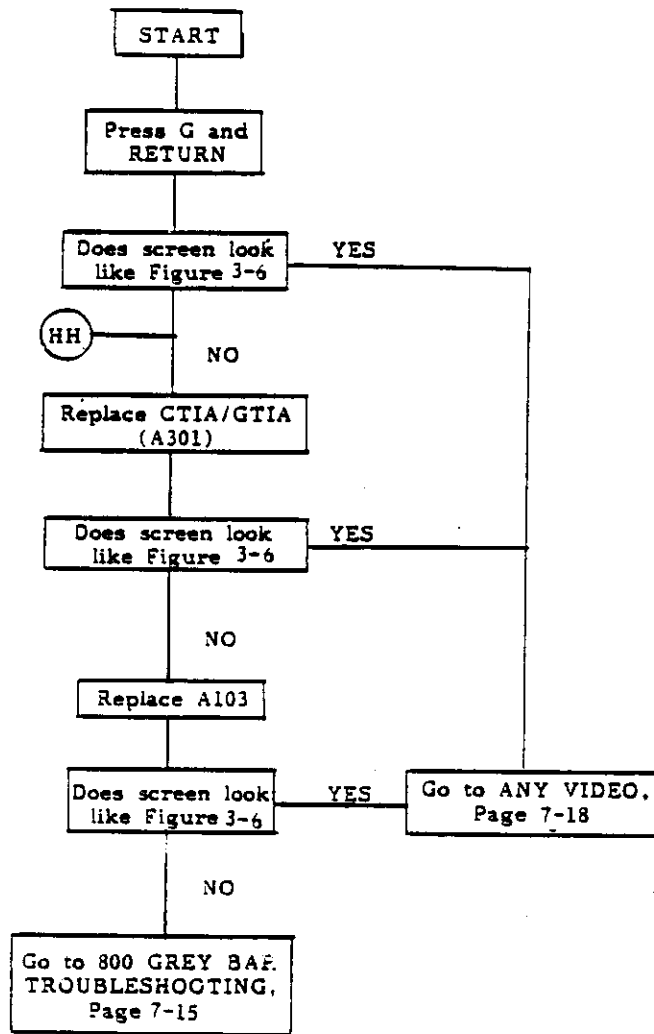 START
Press G and
RETURN
Does screen look
like Figure 3-6
YES
HH
NO
Replace CTIA/GTIA
(A301)
Does screen look
like Figure 3-6
YES
NO
Replace A103
Does screen look
like Figure 3-6
YES
Go to ANY VIDEO,
Page 7-18
NO
Go to 800 GREY BAR
TROUBLESHOOTING,
Page 7-15